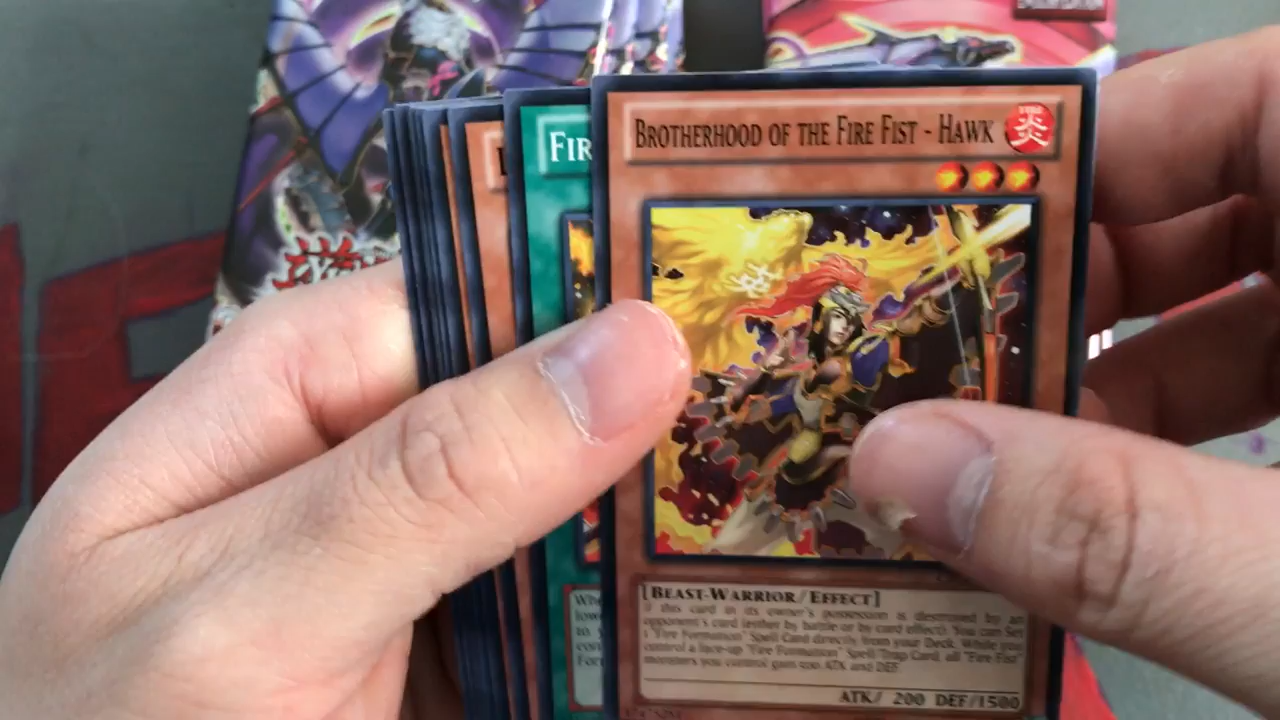 BROTHERHOOD OF THE FIRE FIST - HAWK
FIRE
炎
FIR
[BEAST-WARRIOR/EFFECT]
If this card in its owner's possession is destroyed by an
opponent's card (either by battle or by card effect): You can Set
1 "Fire Formation" Spell Card directly from your Deck. While you
control a face-up "Fire Formation" Spell/Trap Card, all "Fire Fist"
monsters you control gain 500 ATK and DEF.
ATK/ 200 DEF/1500